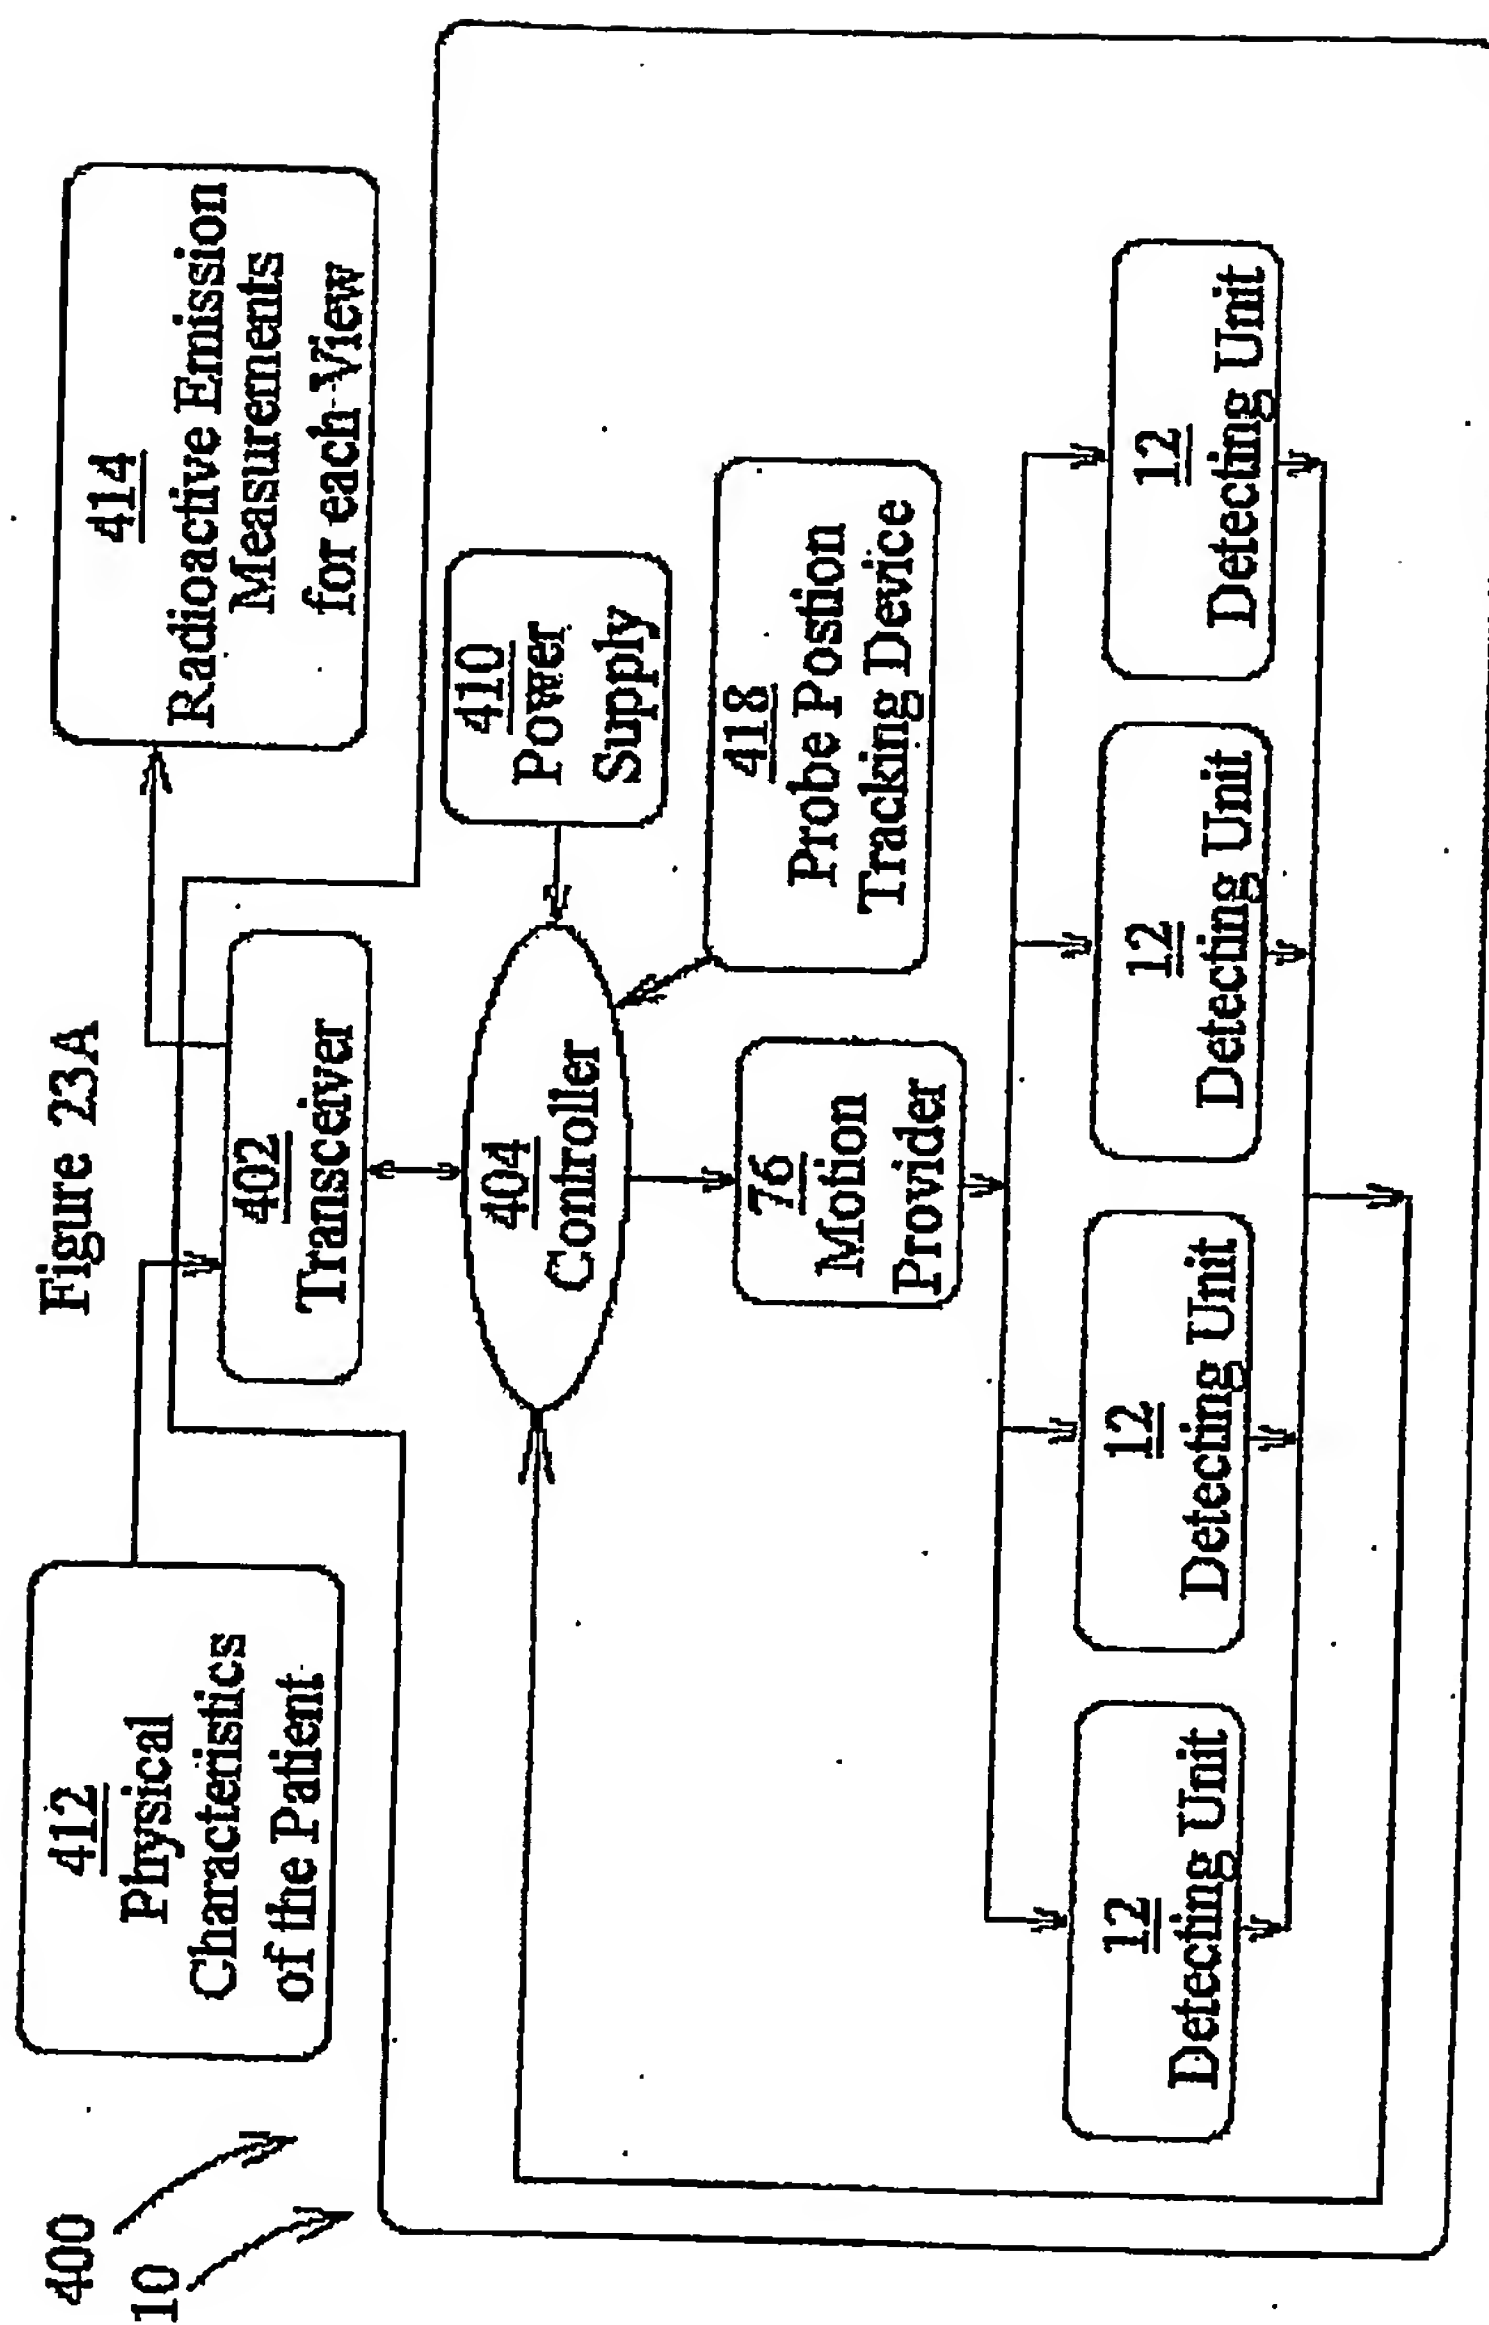 Figure 23A
400
10
412
Physical
Characteristics
of the Patient
414
Radioactive Emission
Measurements
for each View
402
Transceiver
404
Controller
410
Power
Supply
418
Probe Postion
Tracking Device
76
Motion
Provider
12
Detecting Unit
12
Detecting Unit
12
Detecting Unit
12
Detecting Unit